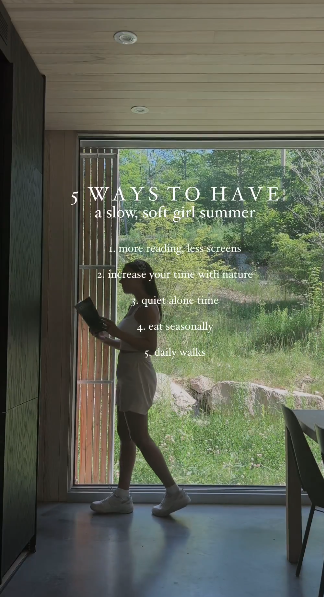 5 WAYS TO HAVE
a slow, soft girl summer
1. more reading, less screens
2. increase your time with nature
3. quiet alone time
4. eat seasonally
5. daily walks